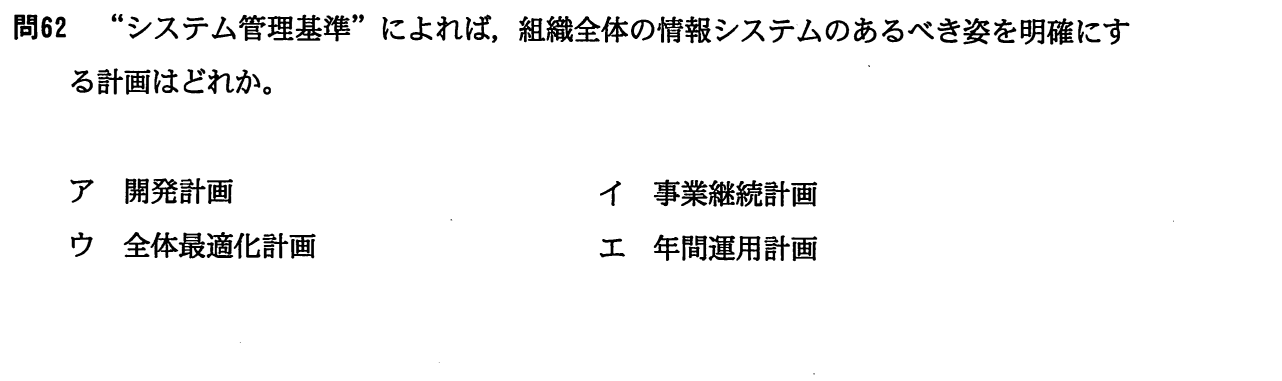 問62 “システム管理基準”によれば，組織全体の情報システムのあるべき姿を明確にす
る計画はどれか。
ア 開発計画 イ 事業継続計画
ウ 全体最適化計画 エ 年間運用計画